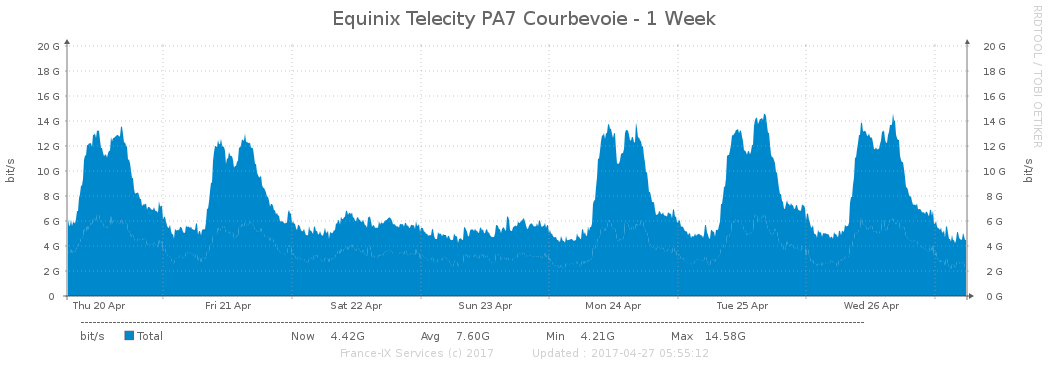 Equinix Telecity PA7 Courbevoie - 1 Week
RRDTOOL / TOBI OETIKER
bit/s
20 G 20 G
18 G 18 G
16 G 16 G
14 G 14 G
12 G 12 G
10 G 10 G
8 G 8 G
6 G 6 G
4 G 4 G
2 G 2 G
0 0 G
bit/s
Thu 20 Apr Fri 21 Apr Sat 22 Apr Sun 23 Apr Mon 24 Apr Tue 25 Apr Wed 26 Apr
bit/s Total Now 4.42G Avg 7.60G Min 4.21G Max 14.58G
France-IX Services (c) 2017 Updated : 2017-04-27 05:55:12